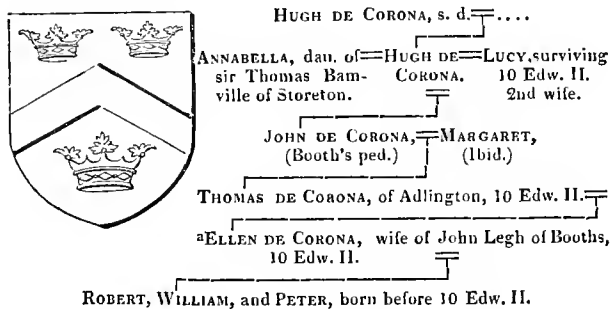 HUGH DE CORONA, s. d.=....
ANNABELLA, dau. of=HUGH DE=LUCY, surviving
sir Thomas Bam- CORONA. 10 Edw. II.
ville of Storeton. 2nd wife.
JOHN DE CORONA,=MARGARET,
(Booth's ped.) (Ibid.)
THOMAS DE CORONA, of Adlington, 10 Edw. II.=
aELLEN DE CORONA, wife of John Legh of Booths,
10 Edw. II.
ROBERT, WILLIAM, and PETER, born before 10 Edw. II.